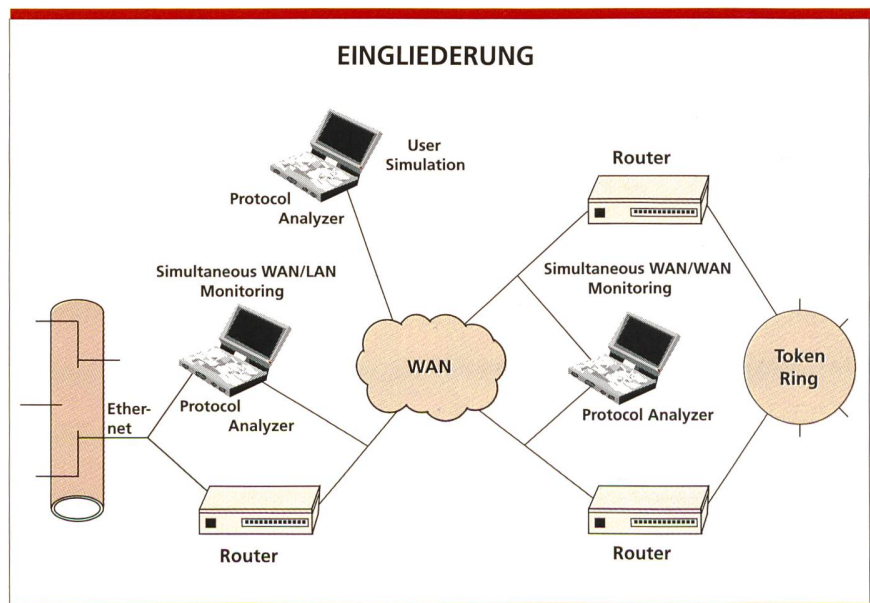 EINGLIEDERUNG
User
Simulation
Protocol
Analyzer
Router
Simultaneous WAN/LAN
Monitoring
Simultaneous WAN/WAN
Monitoring
Ether-
net
Protocol
Analyzer
WAN
Protocol Analyzer
Token
Ring
Router
Router